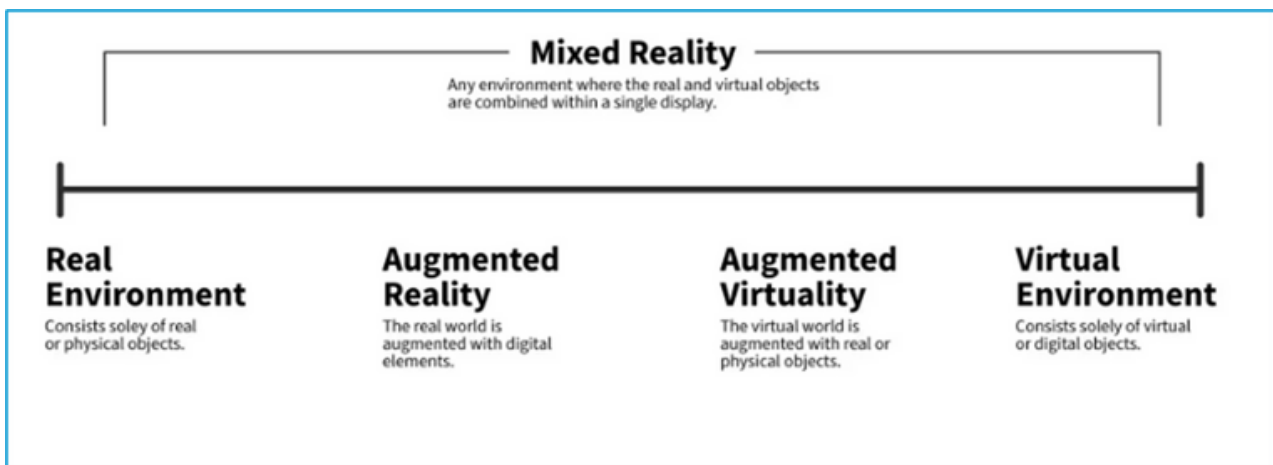 Mixed Reality
Any environment where the real and virtual objects
are combined within a single display.
Real
Environment
Consists soley of real
or physical objects.
Augmented
Reality
The real world is
augmented with digital
elements.
Augmented
Virtuality
The virtual world is
augmented with real or
physical objects.
Virtual
Environment
Consists solely of virtual
or digital objects.